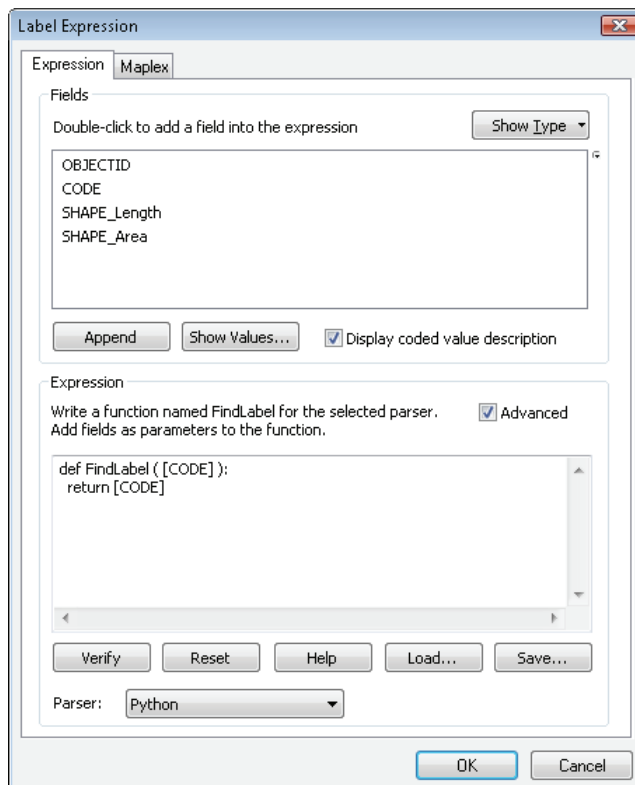 Label Expression
Expression Maplex
Fields
Double-click to add a field into the expression Show Type
OBJECTID
CODE
SHAPE_Length
SHAPE_Area
Append Show Values... Display coded value description
Expression
Write a function named FindLabel for the selected parser. Advanced
Add fields as parameters to the function.
def FindLabel ( [CODE] ):
return [CODE]
Verify Reset Help Load... Save...
Parser: Python
OK Cancel